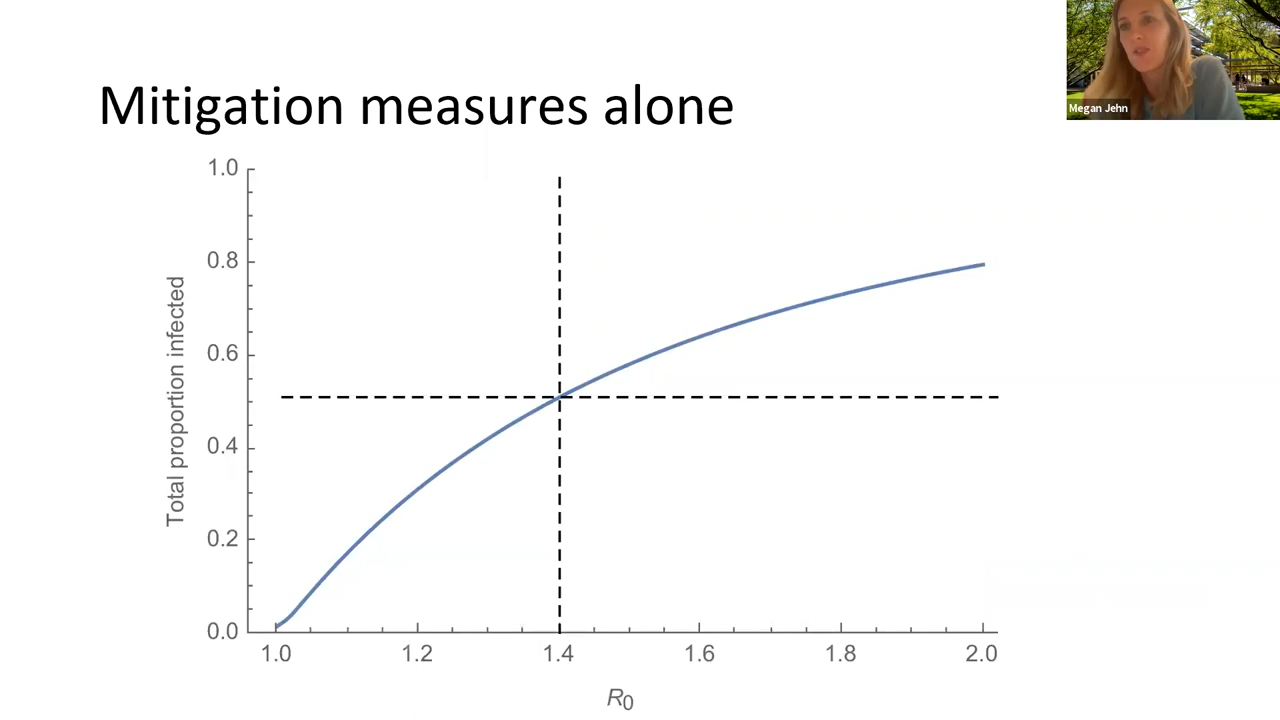 Mitigation measures alone
Megan Jehn
1.0
0.8
0.6
0.4
0.2
0.0
Total proportion infected
1.0 1.2 1.4 1.6 1.8 2.0
R0